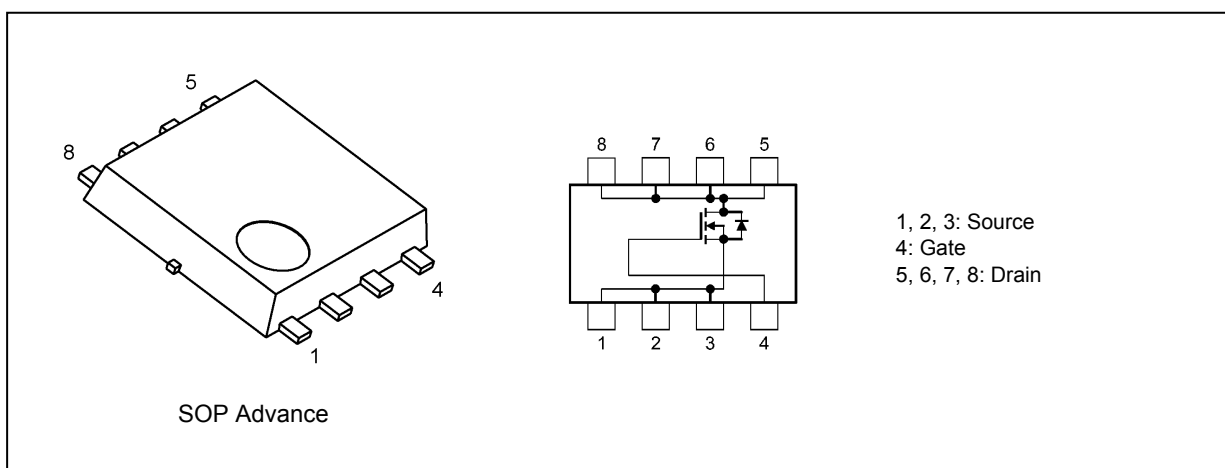 5
8
4
1
SOP Advance
8 7 6 5
1 2 3 4
1, 2, 3: Source
4: Gate
5, 6, 7, 8: Drain